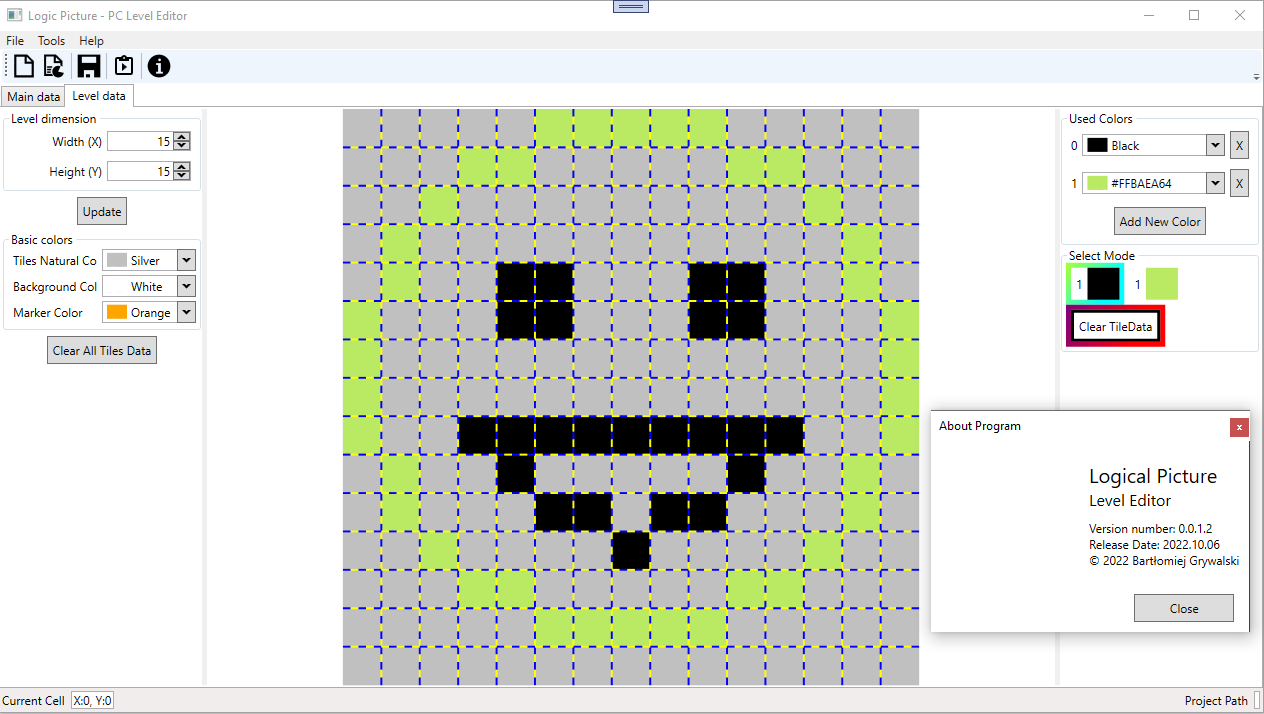 Logic Picture - PC Level Editor
File Tools Help
Main data Level data
Level dimension
Width (X) 15
Height (Y) 15
Update
Basic colors
Tiles Natural Co Silver
Background Col White
Marker Color Orange
Clear All Tiles Data
Used Colors
0 Black X
1 #FFBAEA64 X
Add New Color
Select Mode
1 1
Clear TileData
About Program x
Logical Picture
Level Editor
Version number: 0.0.1.2
Release Date: 2022.10.06
© 2022 Bartłomiej Grywalski
Close
Current Cell X:0, Y:0
Project Path